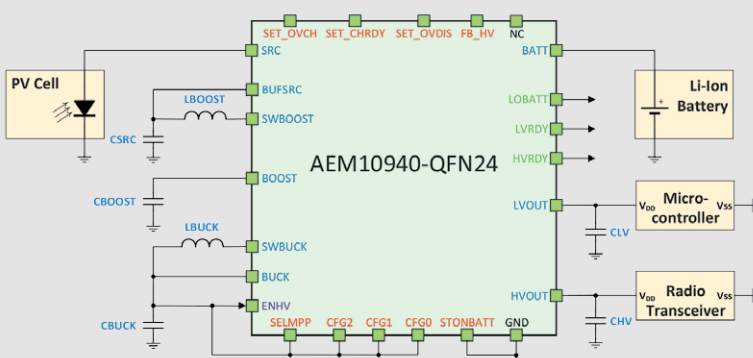 SET_OVCH SET_CHRDY SET_OVDIS FB_HV NC
SRC
BATT
PV Cell
Li-Ion
Battery
BUFSRC
LBOOST
SWBOOST
CSRC
LOBATT
LVRDY
HVRDY
AEM10940-QFN24
BOOST
CBOOST
LVOUT
VDD Micro-
controller VSS
CLV
LBUCK
SWBUCK
BUCK
ENHV
CBUCK
HVOUT
VDD Radio
Transceiver VSS
CHV
SELMPP CFG2 CFG1 CFG0 STONBATT GND